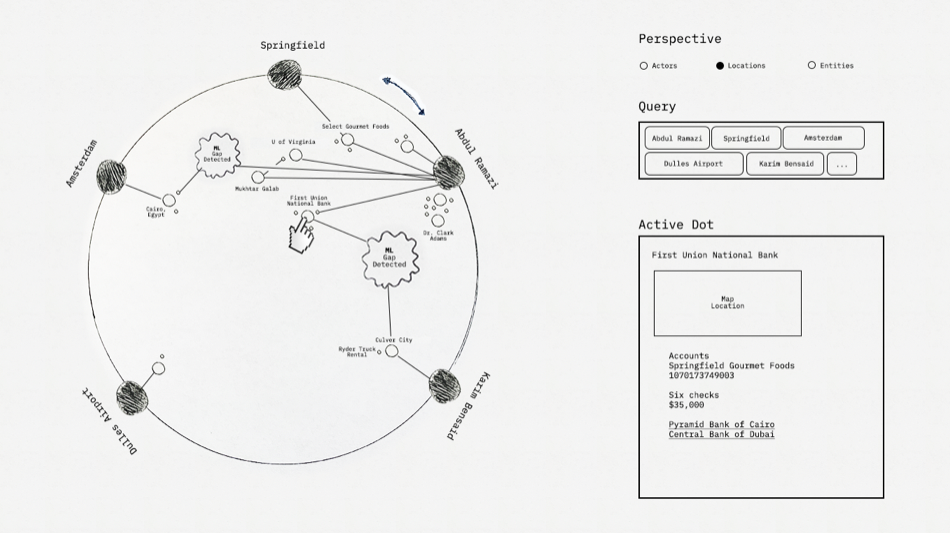 Springfield
Amsterdam
Abdul Ramazi
Select Gourmet Foods
U of Virginia
ML
Gap
Detected
Mukhtar Galab
First Union
National Bank
Cairo,
Egypt
Dr. Clark
Adams
ML
Gap
Detected
Culver City
Ryder Truck
Rental
Dulles Airport
Karim Bensaid
Perspective
Actors
Locations
Entities
Query
Abdul Ramazi
Springfield
Amsterdam
Dulles Airport
Karim Bensaid
...
Active Dot
First Union National Bank
Map
Location
Accounts
Springfield Gourmet Foods
1070173749003
Six checks
$35,000
Pyramid Bank of Cairo
Central Bank of Dubai